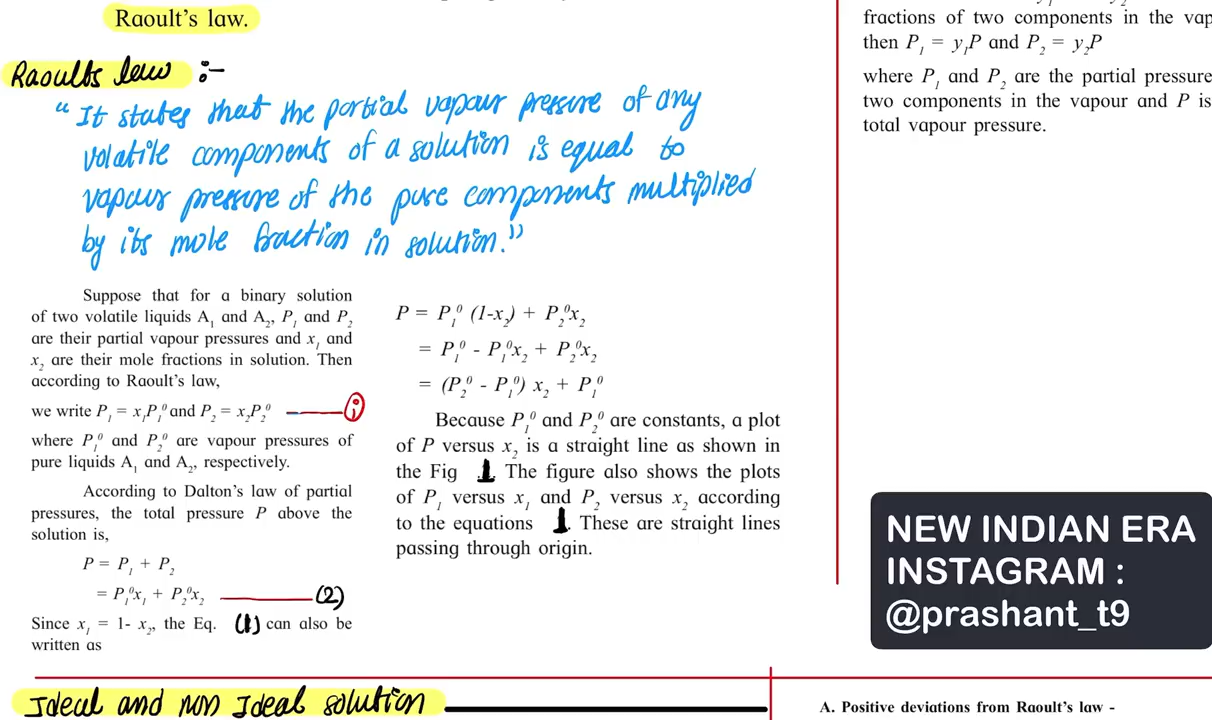 Raoult's law.
Raoults law :-
"It states that the partial vapour pressure of any
volatile components of a solution is equal to
vapour pressure of the pure components multiplied
by its mole fraction in solution."
Suppose that for a binary solution
of two volatile liquids A₁ and A₂, P₁ and P₂
are their partial vapour pressures and x₁ and
x₂ are their mole fractions in solution. Then
according to Raoult's law,
we write P₁ = x₁P₁⁰ and P₂ = x₂P₂⁰ (i)
where P₁⁰ and P₂⁰ are vapour pressures of
pure liquids A₁ and A₂, respectively.
According to Dalton's law of partial
pressures, the total pressure P above the
solution is,
P = P₁ + P₂
= P₁⁰x₁ + P₂⁰x₂ (2)
Since x₁ = 1- x₂, the Eq. (1) can also be
written as
P = P₁⁰ (1-x₂) + P₂⁰x₂
= P₁⁰ - P₁⁰x₂ + P₂⁰x₂
= (P₂⁰ - P₁⁰) x₂ + P₁⁰
Because P₁⁰ and P₂⁰ are constants, a plot
of P versus x₂ is a straight line as shown in
the Fig 1. The figure also shows the plots
of P₁ versus x₁ and P₂ versus x₂ according
to the equations 1. These are straight lines
passing through origin.
fractions of two components in the vap
then P₁ = y₁P and P₂ = y₂P
where P₁ and P₂ are the partial pressure
two components in the vapour and P is
total vapour pressure.
NEW INDIAN ERA
INSTAGRAM :
@prashant_t9
Ideal and non Ideal solution
A. Positive deviations from Raoult's law -